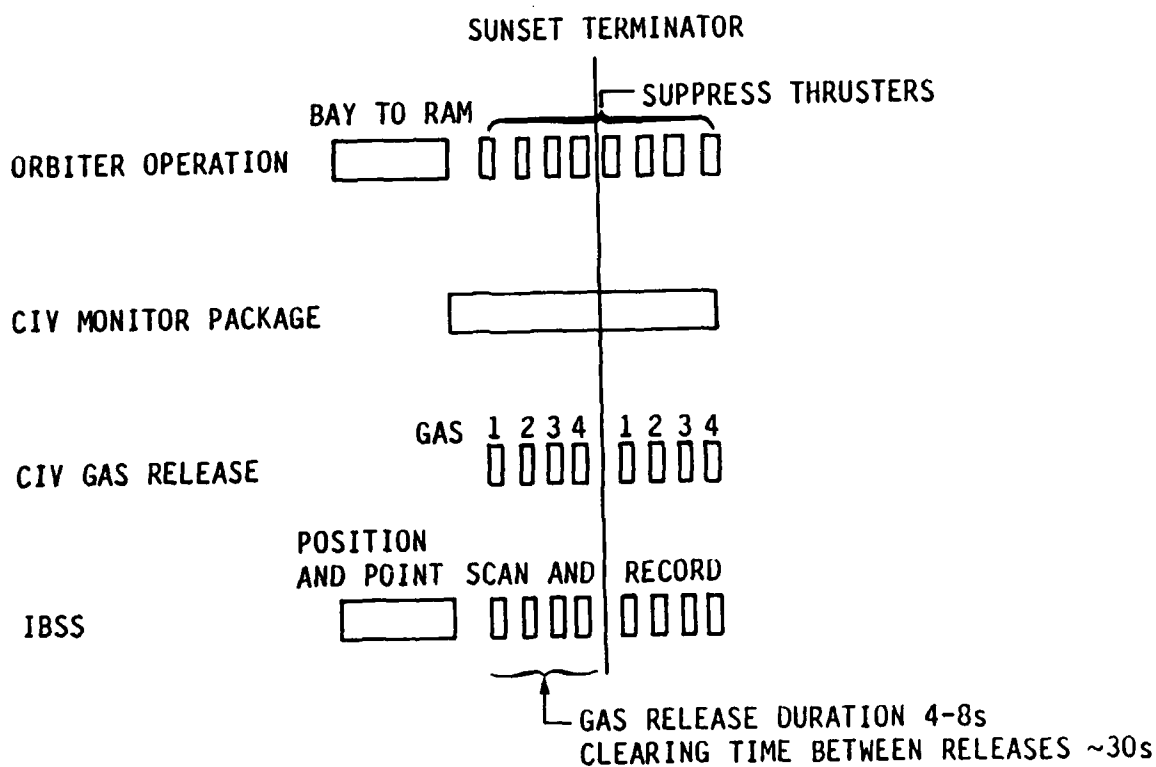 SUNSET TERMINATOR
SUPPRESS THRUSTERS
BAY TO RAM
ORBITER OPERATION
CIV MONITOR PACKAGE
GAS 1 2 3 4 1 2 3 4
CIV GAS RELEASE
POSITION
AND POINT SCAN AND RECORD
IBSS
GAS RELEASE DURATION 4-8s
CLEARING TIME BETWEEN RELEASES ~30s